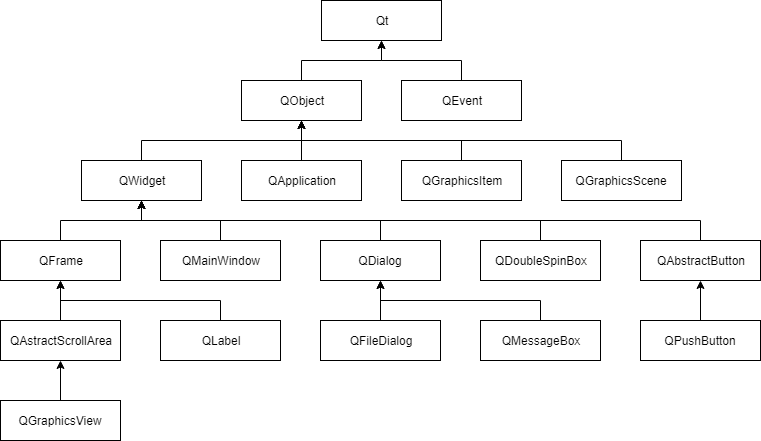 Qt
QObject
QEvent
QWidget
QApplication
QGraphicsItem
QGraphicsScene
QFrame
QMainWindow
QDialog
QDoubleSpinBox
QAbstractButton
QAstractScrollArea
QLabel
QFileDialog
QMessageBox
QPushButton
QGraphicsView